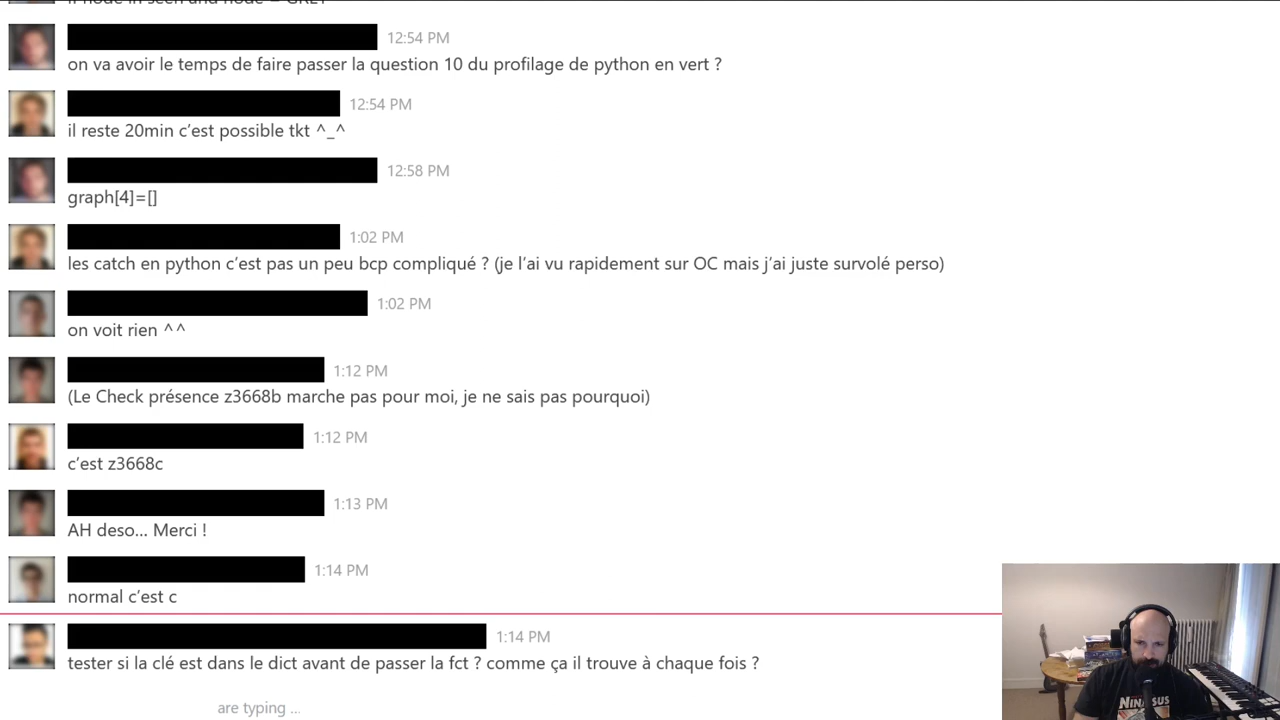 12:54 PM
on va avoir le temps de faire passer la question 10 du profilage de python en vert ?
12:54 PM
il reste 20min c’est possible tkt ^_^
12:58 PM
graph[4]=[]
1:02 PM
les catch en python c’est pas un peu bcp compliqué ? (je l’ai vu rapidement sur OC mais j’ai juste survolé perso)
1:02 PM
on voit rien ^^
1:12 PM
(Le Check présence z3668b marche pas pour moi, je ne sais pas pourquoi)
1:12 PM
c’est z3668c
1:13 PM
AH deso... Merci !
1:14 PM
normal c’est c
1:14 PM
tester si la clé est dans le dict avant de passer la fct ? comme ça il trouve à chaque fois ?
are typing ...